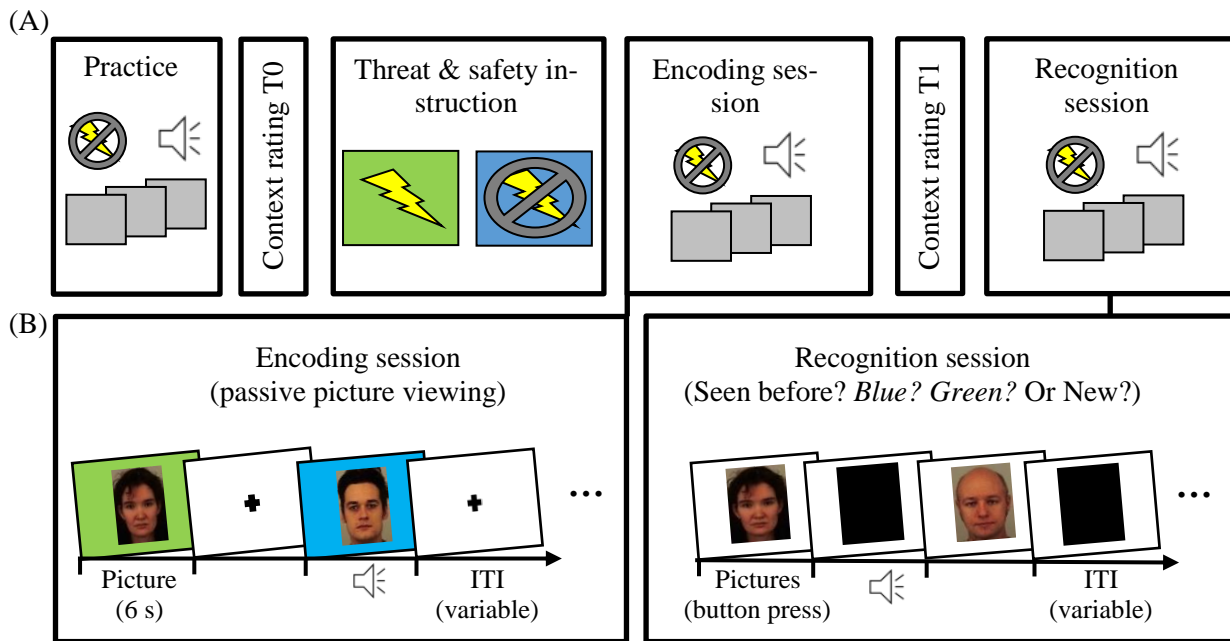 (A)
Practice
Context rating T0
Threat & safety in-
struction
Encoding ses-
sion
Context rating T1
Recognition
session
(B)
Encoding session
(passive picture viewing)
...
Picture
(6 s)
ITI
(variable)
Recognition session
(Seen before? Blue? Green? Or New?)
...
Pictures
(button press)
ITI
(variable)